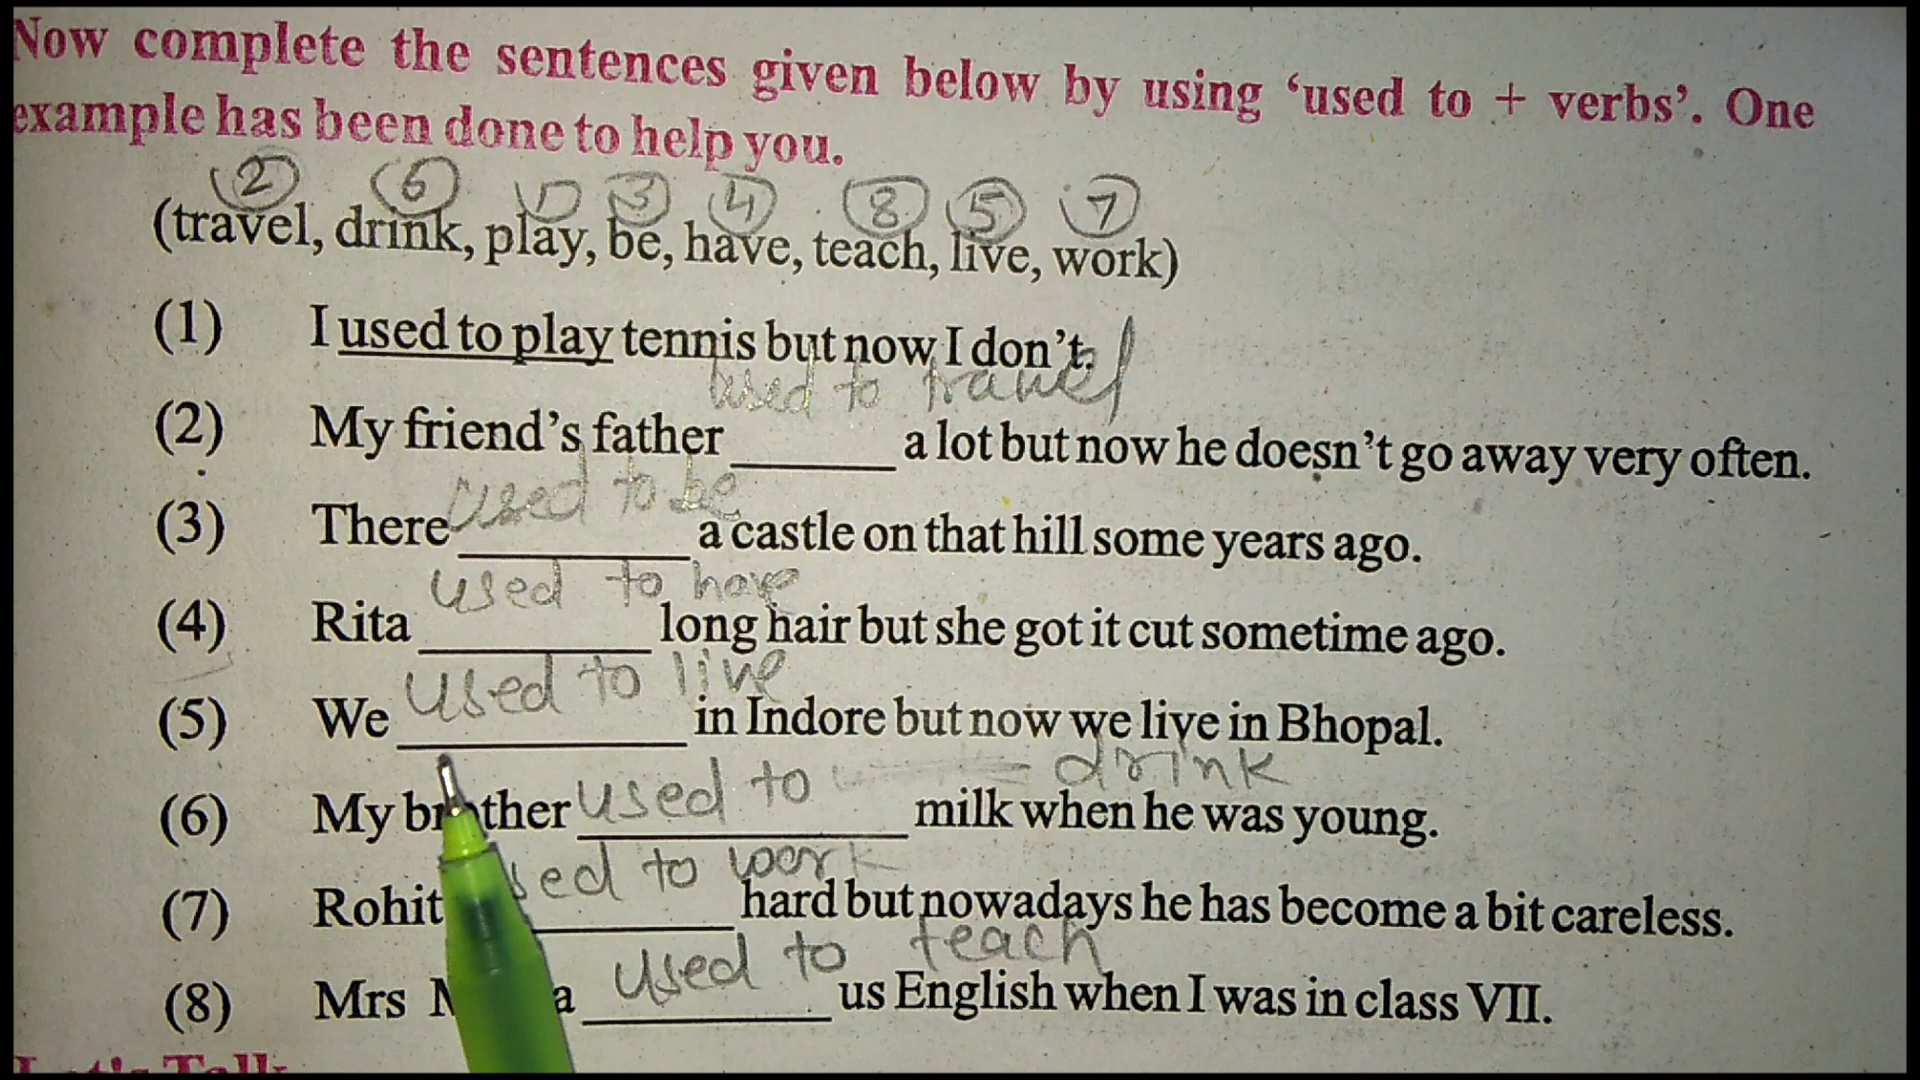 Now complete the sentences given below by using ‘used to + verbs’. One
example has been done to help you.
2 6 1 3 4 8 5 7
(travel, drink, play, be, have, teach, live, work)
(1) I used to play tennis but now I don’t.
used to travel
(2) My friend’s father ______ a lot but now he doesn’t go away very often.
used to be
(3) There ______ a castle on that hill some years ago.
used to have
(4) Rita ______ long hair but she got it cut sometime ago.
used to live
(5) We ______ in Indore but now we live in Bhopal.
used to drink
(6) My brother ______ milk when he was young.
sed to work
(7) Rohit ______ hard but nowadays he has become a bit careless.
used to teach
(8) Mrs ______ us English when I was in class VII.
Let's Talk